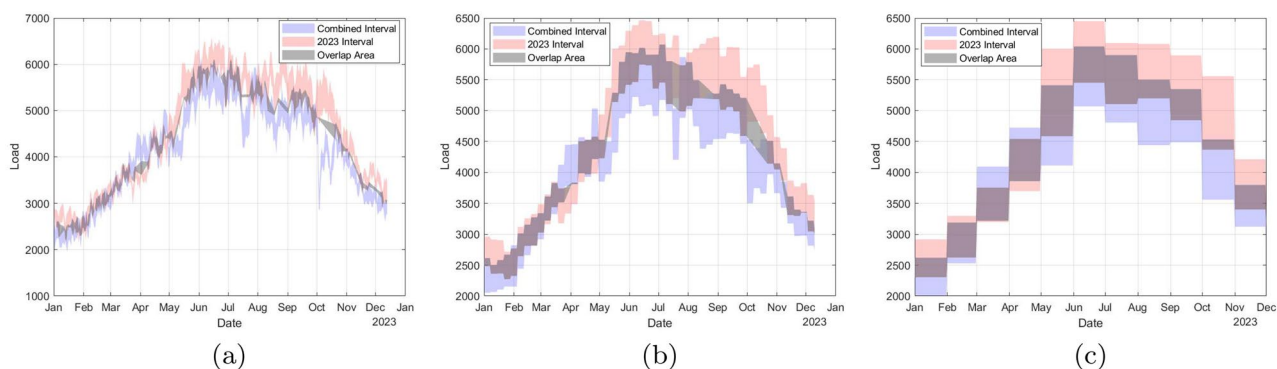 7000
6000
5000
4000
3000
2000
1000
Load
Combined Interval
2023 Interval
Overlap Area
Jan Feb Mar Apr May Jun Jul Aug Sep Oct Nov Dec Jan
Date
2023
(a)
6500
6000
5500
5000
4500
4000
3500
3000
2500
2000
Load
Combined Interval
2023 Interval
Overlap Area
Jan Feb Mar Apr May Jun Jul Aug Sep Oct Nov Dec Jan
Date
2023
(b)
6500
6000
5500
5000
4500
4000
3500
3000
2500
2000
Load
Combined Interval
2023 Interval
Overlap Area
Jan Feb Mar Apr May Jun Jul Aug Sep Oct Nov Dec
Date
2023
(c)